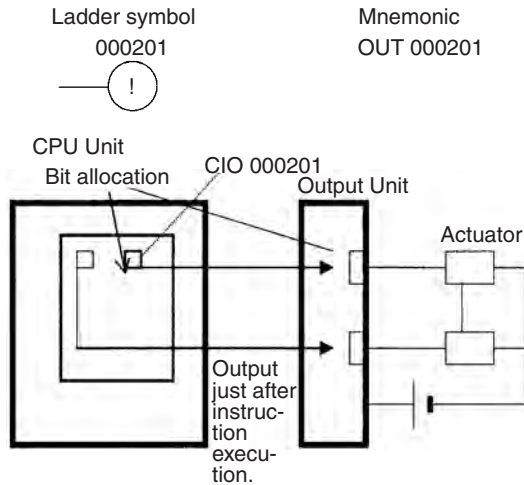 Ladder symbol
Mnemonic
000201
OUT 000201
!
CPU Unit
Bit allocation
CIO 000201
Output Unit
Actuator
Output
just after
instruc-
tion
execu-
tion.